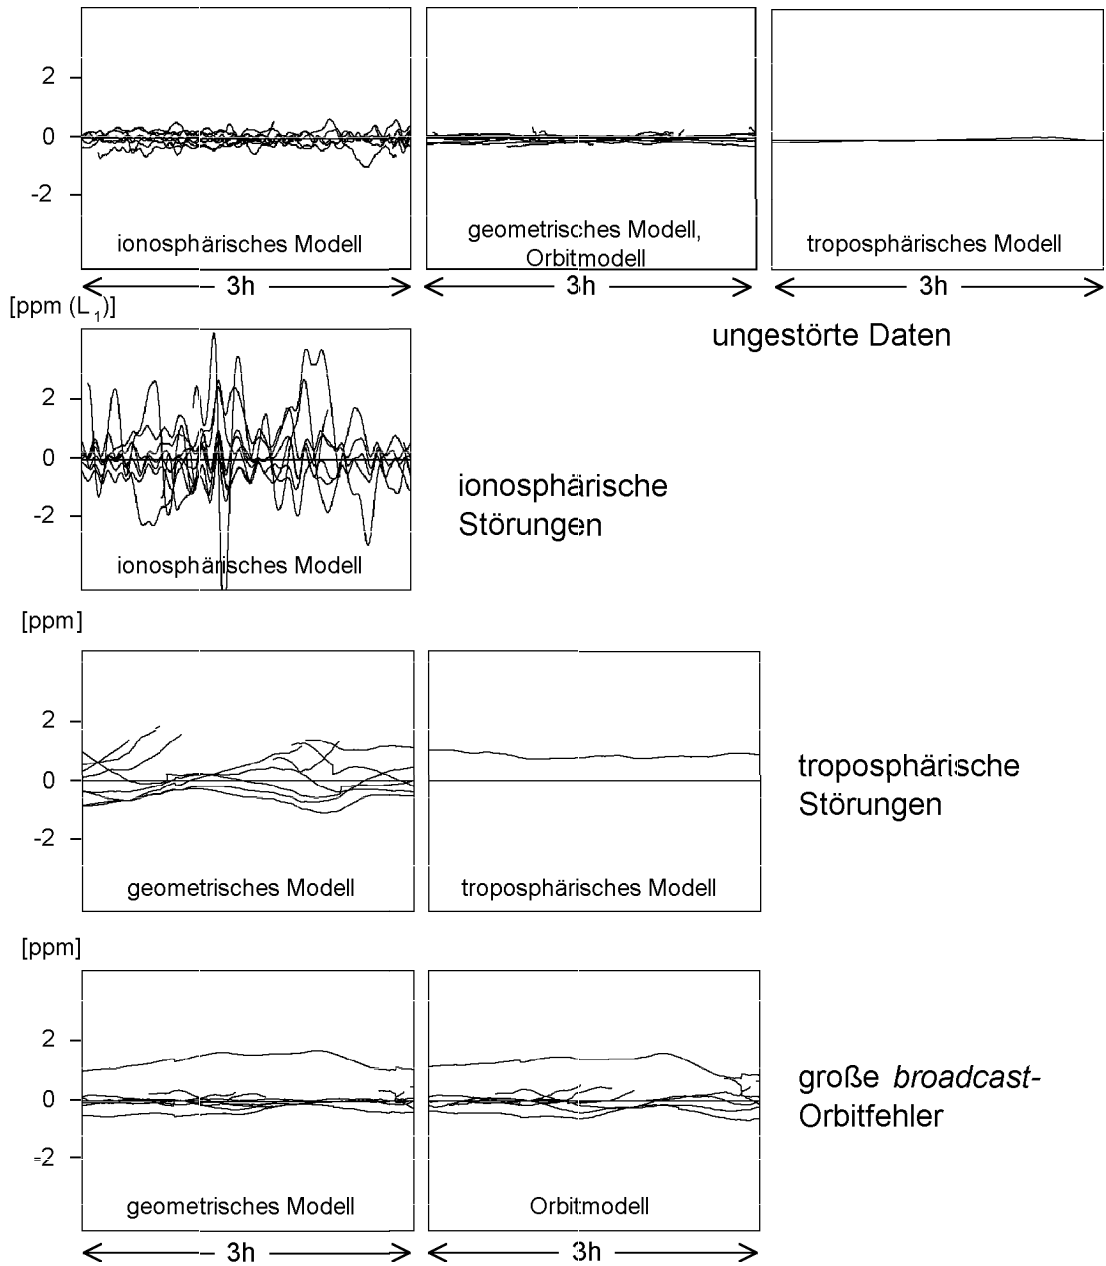 2
0
-2
ionosphärisches Modell
geometrisches Modell,
Orbitmodell
troposphärisches Modell
3h
3h
3h
[ppm (L1)]
ungestörte Daten
2
0
-2
ionosphärisches Modell
ionosphärische
Störungen
[ppm]
2
0
-2
geometrisches Modell
troposphärisches Modell
troposphärische
Störungen
[ppm]
2
0
-2
geometrisches Modell
Orbitmodell
große broadcast-
Orbitfehler
3h
3h